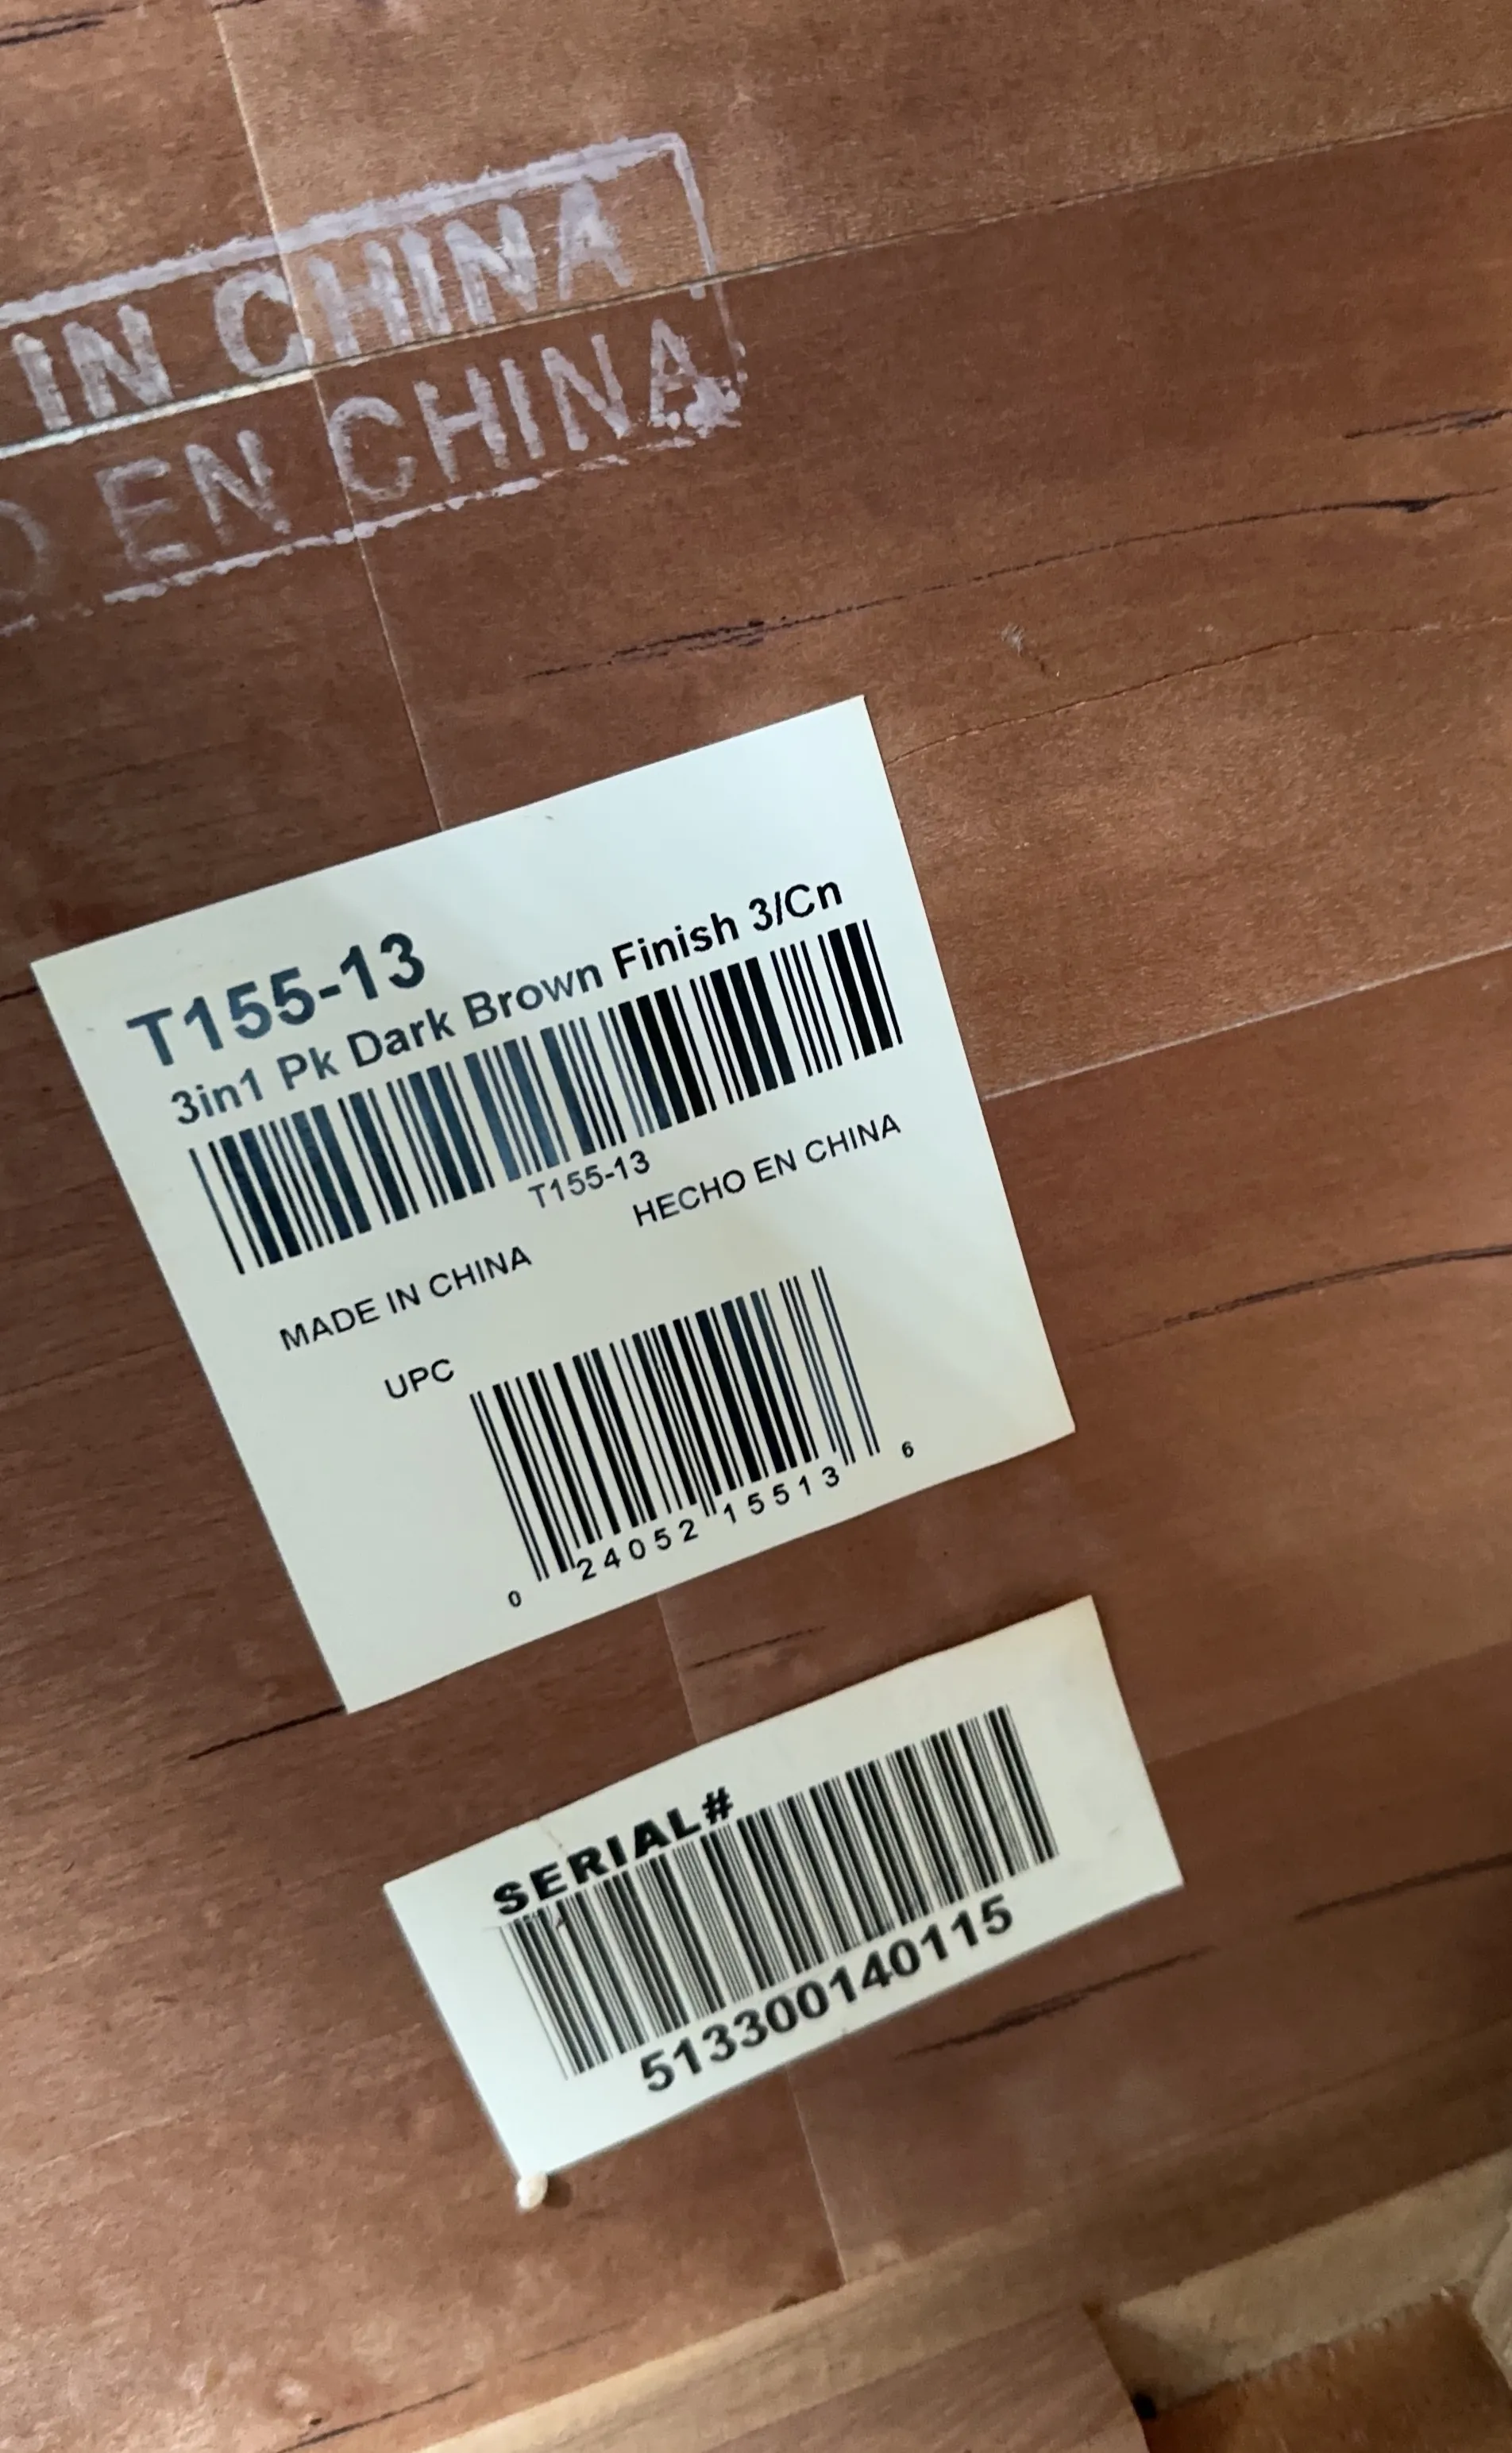 IN CHINA
EN CHINA
T155-13
3in1 Pk Dark Brown Finish 3/Cn
T155-13
MADE IN CHINA HECHO EN CHINA
UPC
0 24052 15513 6
SERIAL#
513300140115